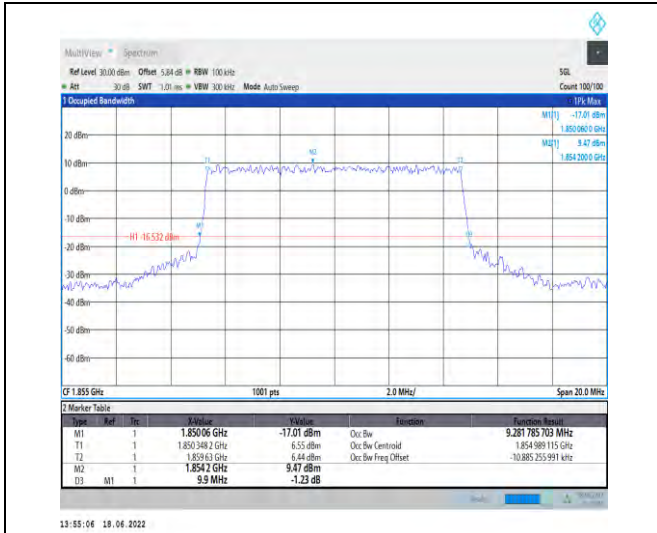 MultiView Spectrum
Ref Level 30.00 dBm Offset 5.84 dB RBW 100 kHz SGL
Att 30 dB SWT 1.01 ms VBW 300 kHz Mode Auto Sweep Count 100/100
1 Occupied Bandwidth 1Pk Max
M1[1] -17.01 dBm
1.850060 0 GHz
M2[1] 9.47 dBm
1.854 200 0 GHz
20 dBm
M2
T1 T2
10 dBm
0 dBm
-10 dBm
M1
H1 -16.532 dBm D3
-20 dBm
-30 dBm
-40 dBm
-50 dBm
-60 dBm
CF 1.855 GHz 1001 pts 2.0 MHz/ Span 20.0 MHz
2 Marker Table
Type Ref Trc X-Value Y-Value Function Function Result
M1 1 1.85006 GHz -17.01 dBm Occ Bw 9.281 785 703 MHz
T1 1 1.850 348 2 GHz 6.55 dBm Occ Bw Centroid 1.854 989 115 GHz
T2 1 1.859 63 GHz 6.44 dBm Occ Bw Freq Offset -10.885 255 991 kHz
M2 1 1.8542 GHz 9.47 dBm
D3 M1 1 9.9 MHz -1.23 dB
13:55:06 18.06.2022